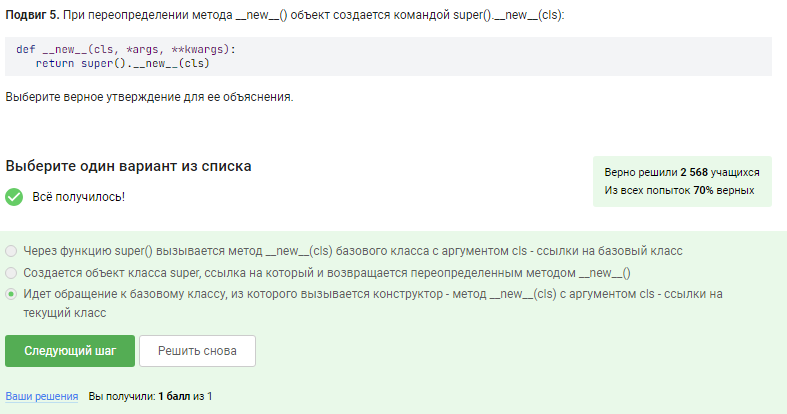 Подвиг 5. При переопределении метода __new__() объект создается командой super().__new__(cls):
def __new__(cls, *args, **kwargs):
    return super().__new__(cls)
Выберите верное утверждение для ее объяснения.
Выберите один вариант из списка
Всё получилось!
Верно решили 2 568 учащихся
Из всех попыток 70% верных
Через функцию super() вызывается метод __new__(cls) базового класса с аргументом cls - ссылки на базовый класс
Создается объект класса super, ссылка на который и возвращается переопределенным методом __new__()
Идет обращение к базовому классу, из которого вызывается конструктор - метод __new__(cls) с аргументом cls - ссылки на
текущий класс
Следующий шаг
Решить снова
Ваши решения Вы получили: 1 балл из 1